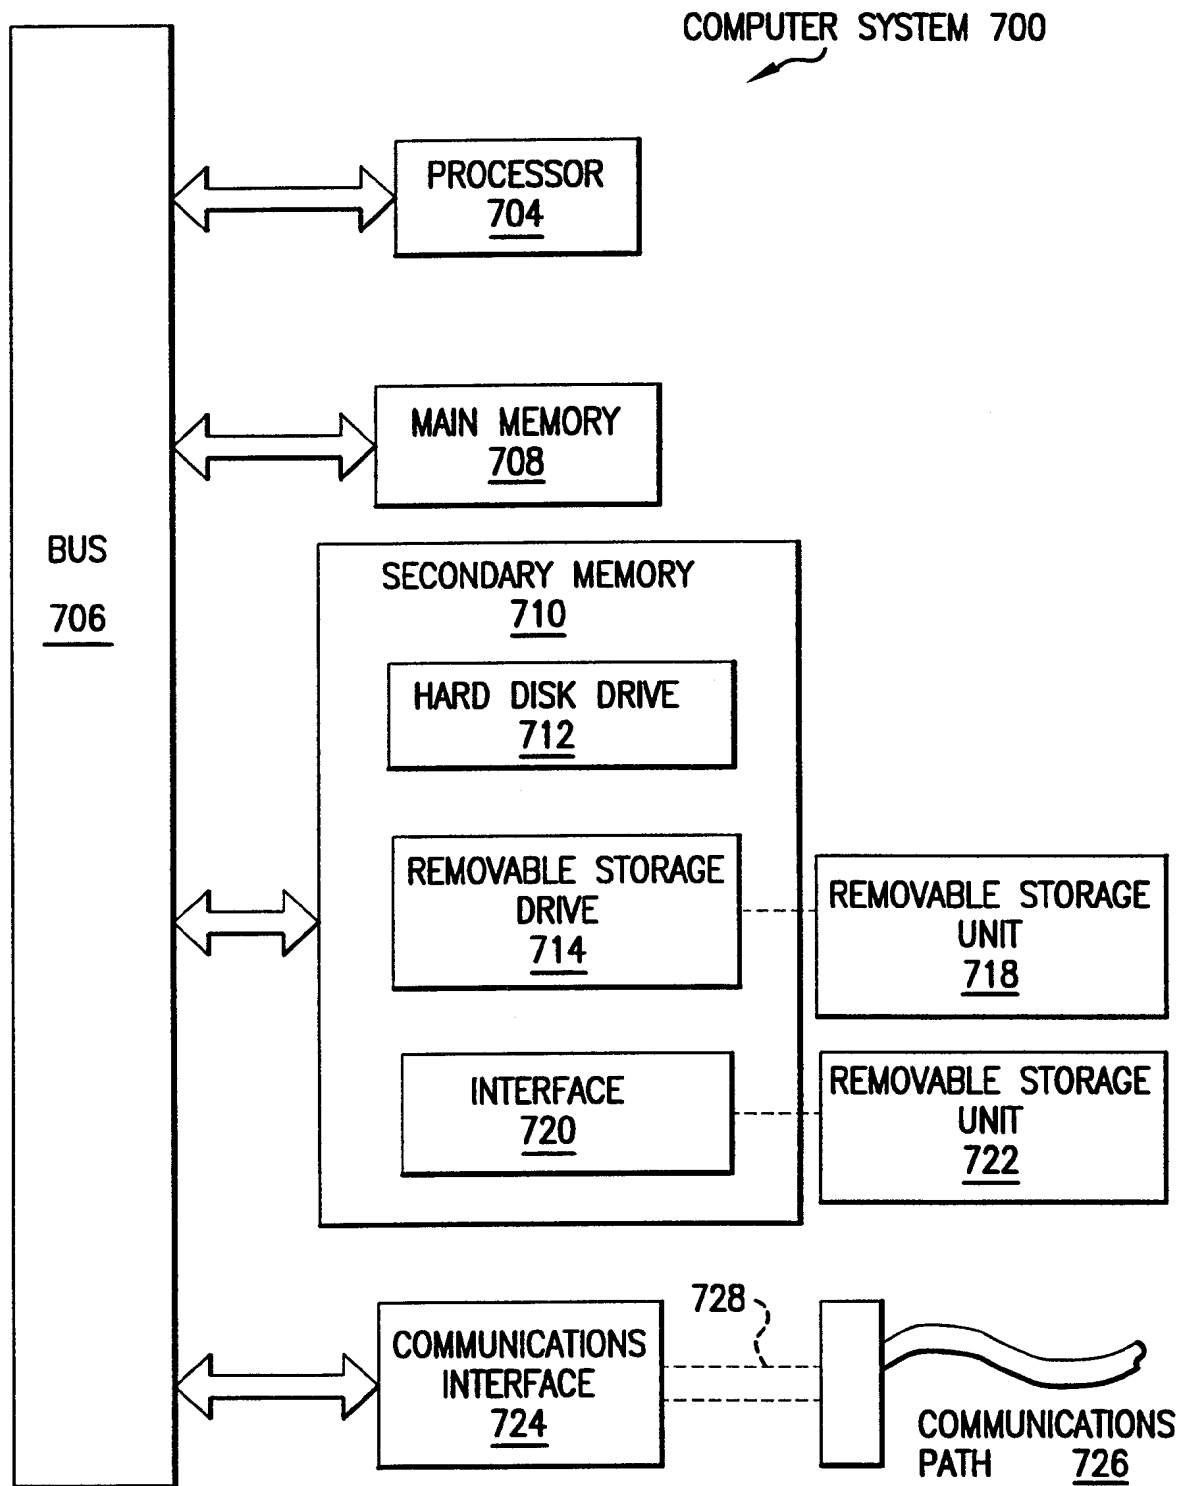 COMPUTER SYSTEM 700
PROCESSOR
704
MAIN MEMORY
708
BUS
706
SECONDARY MEMORY
710
HARD DISK DRIVE
712
REMOVABLE STORAGE
DRIVE
714
REMOVABLE STORAGE
UNIT
718
INTERFACE
720
REMOVABLE STORAGE
UNIT
722
728
COMMUNICATIONS
INTERFACE
724
COMMUNICATIONS
PATH 726